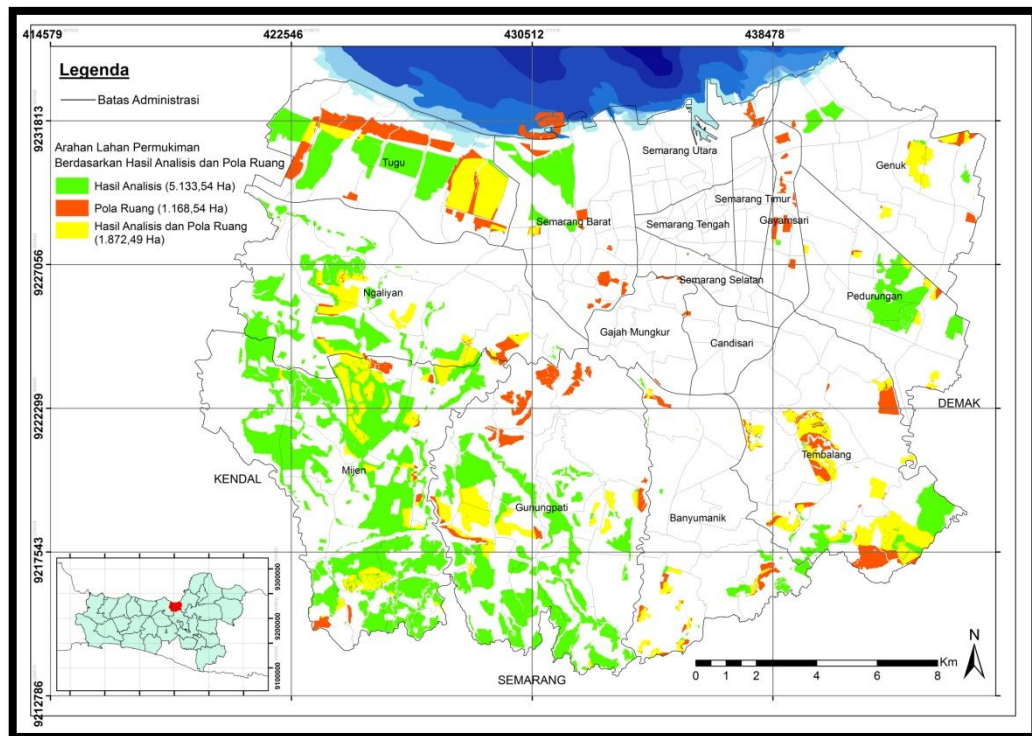 414579
422546
430512
438478
Legenda
Batas Administrasi
Arahan Lahan Permukiman
Berdasarkan Hasil Analisis dan Pola Ruang
Hasil Analisis (5.133,54 Ha)
Pola Ruang (1.168,54 Ha)
Hasil Analisis dan Pola Ruang
(1.872,49 Ha)
9231813
9227056
9222299
9217543
9212786
Semarang Utara
Tugu
Genuk
Semarang Timur
Semarang Barat
Semarang Tengah
Gayamsari
Semarang Selatan
Ngaliyan
Pedurungan
Gajah Mungkur
Candisari
DEMAK
Tembalang
Mijen
KENDAL
Gunungpati
Banyumanik
SEMARANG
9300000
9200000
9100000
N
Km
0 1 2 4 6 8